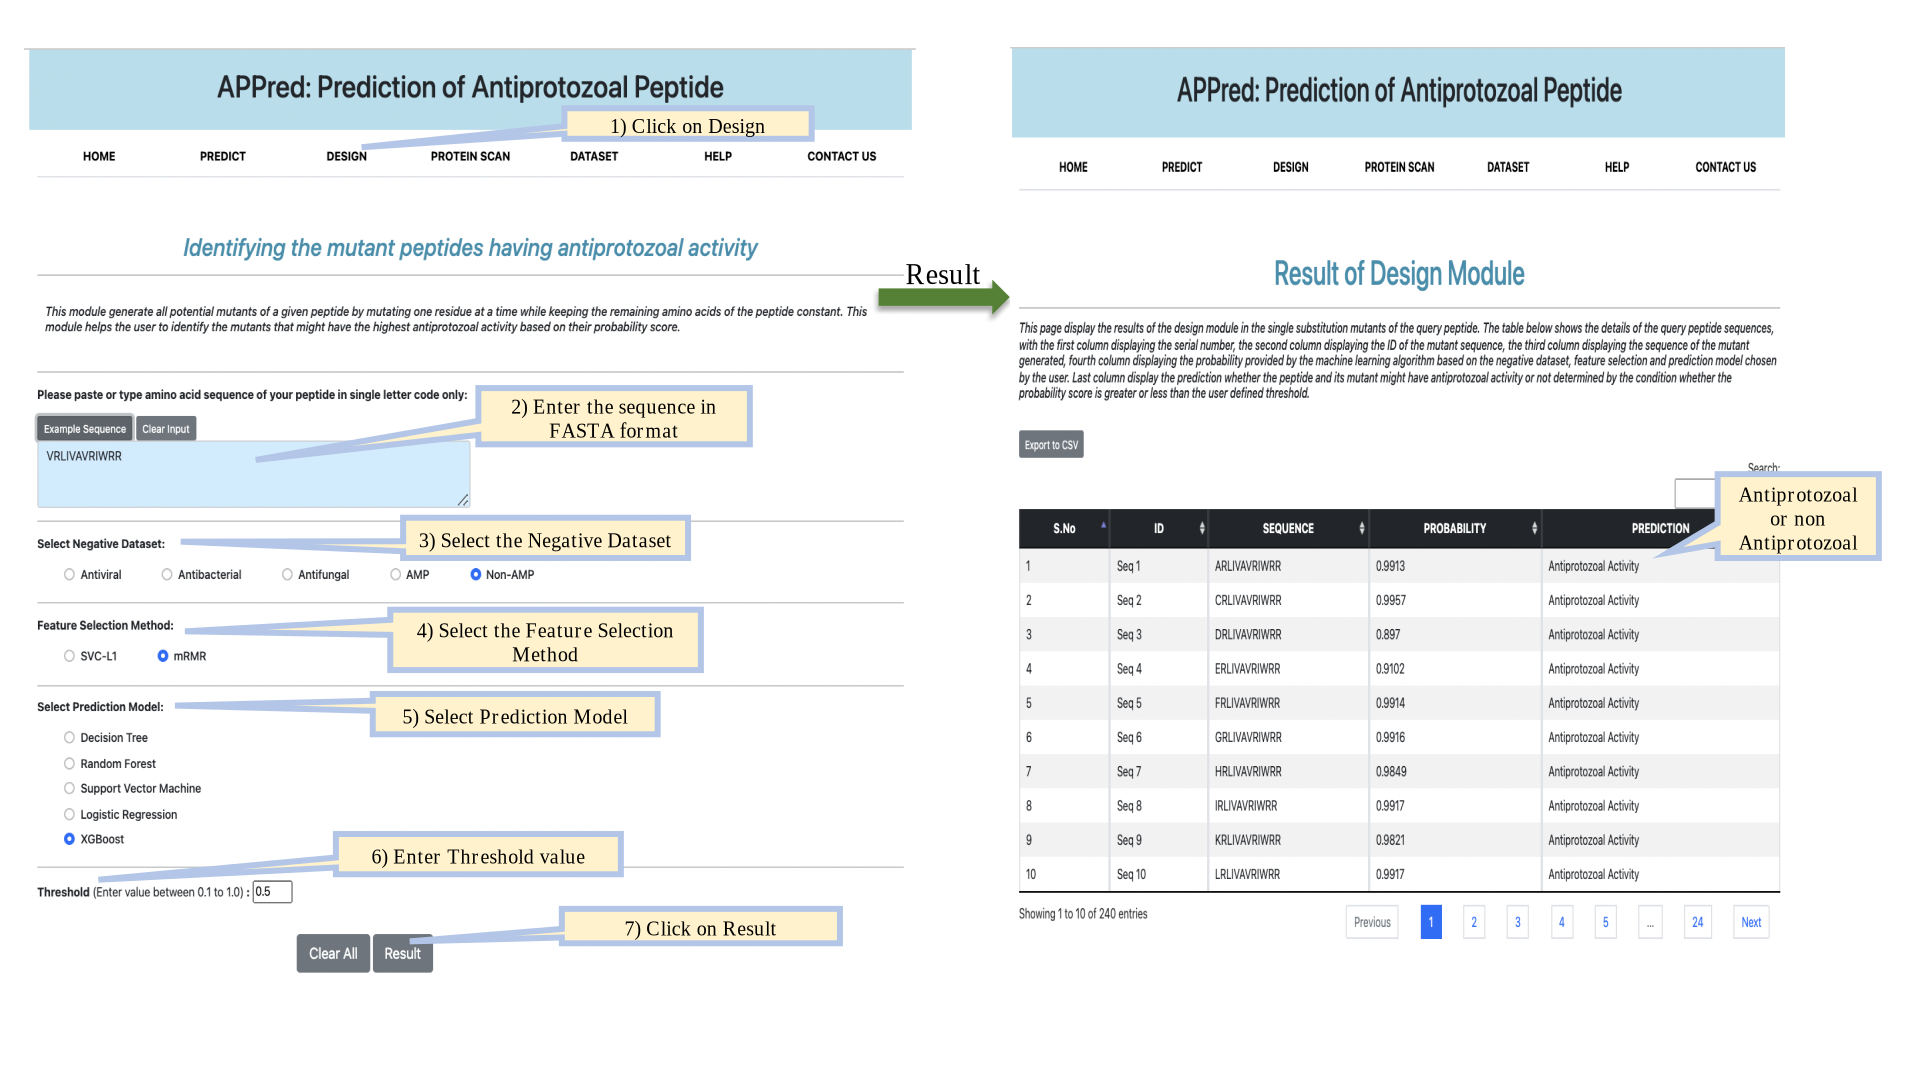 APPred: Prediction of Antiprotozoal Peptide
1) Click on Design
HOME PREDICT DESIGN PROTEIN SCAN DATASET HELP CONTACT US
Identifying the mutant peptides having antiprotozoal activity
This module generate all potential mutants of a given peptide by mutating one residue at a time while keeping the remaining amino acids of the peptide constant. This
module helps the user to identify the mutants that might have the highest antiprotozoal activity based on their probability score.
Please paste or type amino acid sequence of your peptide in single letter code only:
2) Enter the sequence in
FASTA format
Example Sequence Clear Input
VRLIVAVRIWRR
3) Select the Negative Dataset
Select Negative Dataset:
Antiviral Antibacterial Antifungal AMP Non-AMP
4) Select the Feature Selection
Method
Feature Selection Method:
SVC-L1 mRMR
5) Select Prediction Model
Select Prediction Model:
Decision Tree
Random Forest
Support Vector Machine
Logistic Regression
XGBoost
6) Enter Threshold value
Threshold (Enter value between 0.1 to 1.0) : 0.5
7) Click on Result
Clear All Result
Result
APPred: Prediction of Antiprotozoal Peptide
HOME PREDICT DESIGN PROTEIN SCAN DATASET HELP CONTACT US
Result of Design Module
This page display the results of the design module in the single substitution mutants of the query peptide. The table below shows the details of the query peptide sequences,
with the first column displaying the serial number, the second column displaying the ID of the mutant sequence, the third column displaying the sequence of the mutant
generated, fourth column displaying the probability provided by the machine learning algorithm based on the negative dataset, feature selection and prediction model chosen
by the user. Last column display the prediction whether the peptide and its mutant might have antiprotozoal activity or not determined by the condition whether the
probability score is greater or less than the user defined threshold.
Export to CSV
Search:
Antiprotozoal
or non
Antiprotozoal
S.No ID SEQUENCE PROBABILITY PREDICTION
1 Seq 1 ARLIVAVRIWRR 0.9913 Antiprotozoal Activity
2 Seq 2 CRLIVAVRIWRR 0.9957 Antiprotozoal Activity
3 Seq 3 DRLIVAVRIWRR 0.897 Antiprotozoal Activity
4 Seq 4 ERLIVAVRIWRR 0.9102 Antiprotozoal Activity
5 Seq 5 FRLIVAVRIWRR 0.9914 Antiprotozoal Activity
6 Seq 6 GRLIVAVRIWRR 0.9916 Antiprotozoal Activity
7 Seq 7 HRLIVAVRIWRR 0.9849 Antiprotozoal Activity
8 Seq 8 IRLIVAVRIWRR 0.9917 Antiprotozoal Activity
9 Seq 9 KRLIVAVRIWRR 0.9821 Antiprotozoal Activity
10 Seq 10 LRLIVAVRIWRR 0.9917 Antiprotozoal Activity
Showing 1 to 10 of 240 entries
Previous 1 2 3 4 5 ... 24 Next